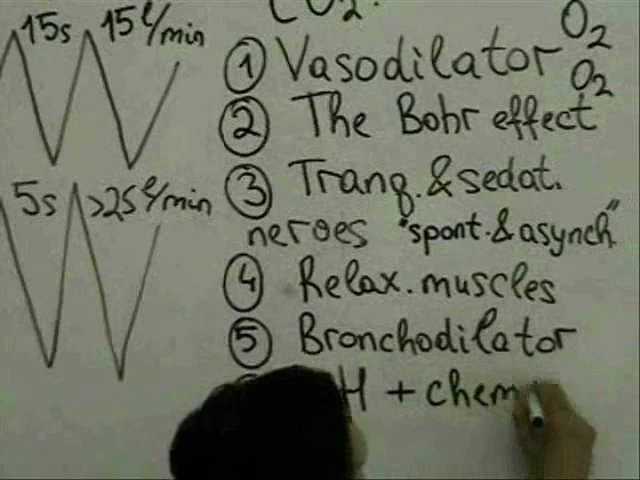 CO2.
15s 15 l/min
① Vasodilator O2
O2
② The Bohr effect
③ Tranq. & sedat.
5s >25 l/min
neroes "spont. & asynch."
④ Relax. muscles
⑤ Bronchodilator
H + chem